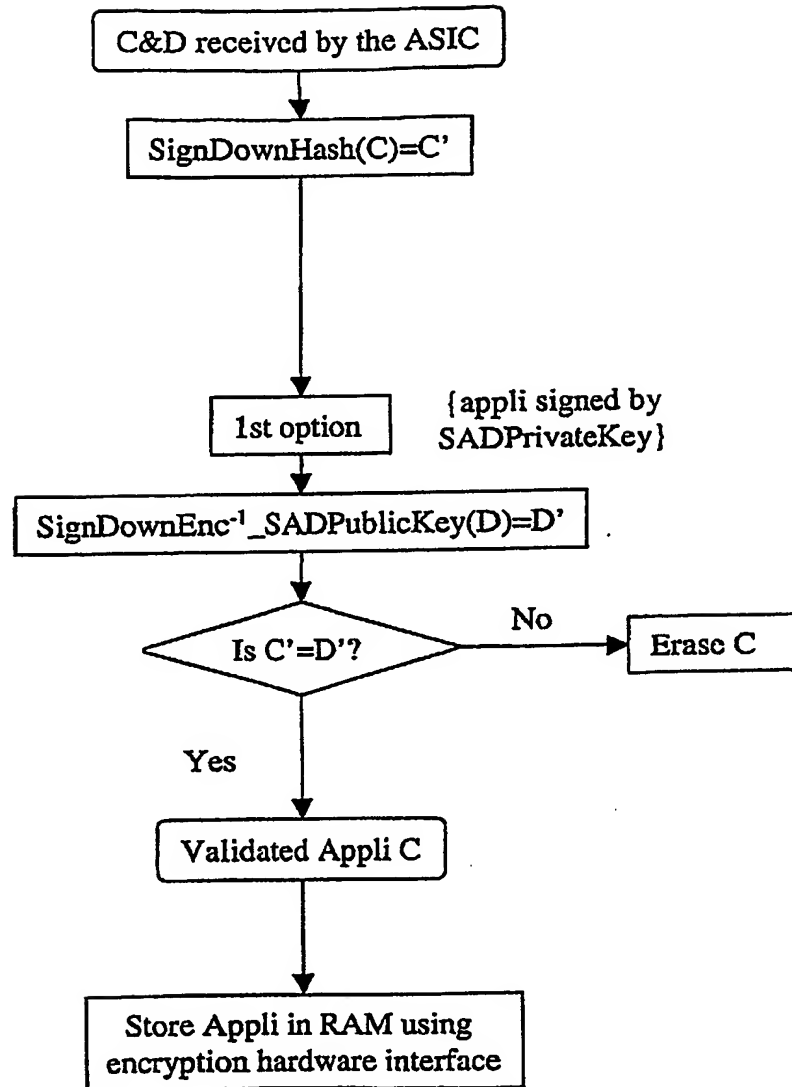 C&D received by the ASIC
SignDownHash(C)=C’
1st option
{appli signed by
SADPrivateKey}
SignDownEnc⁻¹_SADPublicKey(D)=D’
Is C’=D’?
No
Erase C
Yes
Validated Appli C
Store Appli in RAM using
encryption hardware interface